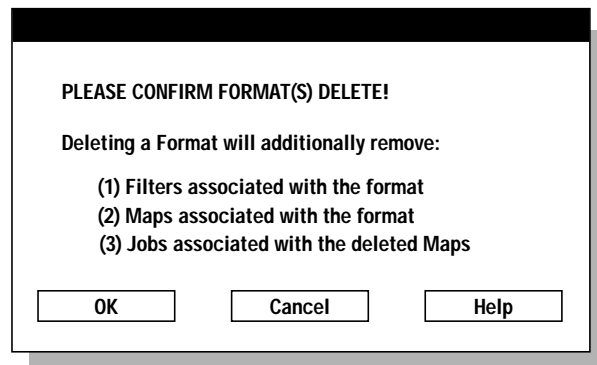 PLEASE CONFIRM FORMAT(S) DELETE!
Deleting a Format will additionally remove:
(1) Filters associated with the format
(2) Maps associated with the format
(3) Jobs associated with the deleted Maps
OK Cancel Help